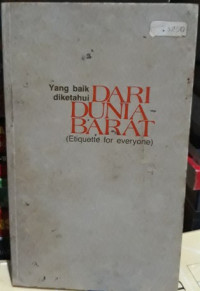 Yang baik
diketahui DARI
DUNIA-
BARAT
(Etiquette for everyone)